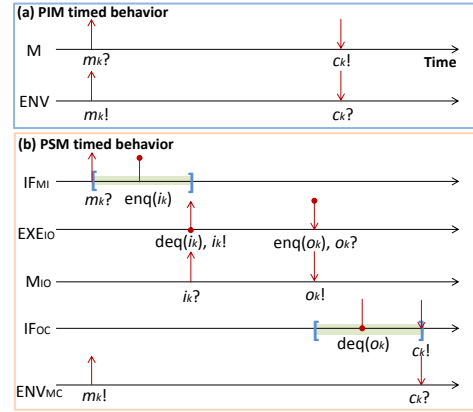 (a) PIM timed behavior
M
mk?
ck!
Time
ENV
mk!
ck?
(b) PSM timed behavior
IFMI
mk?
enq(ik)
EXEIO
deq(ik), ik!
enq(ok), ok?
MIO
ik?
ok!
IFOC
deq(ok)
ck!
ENVMC
mk!
ck?